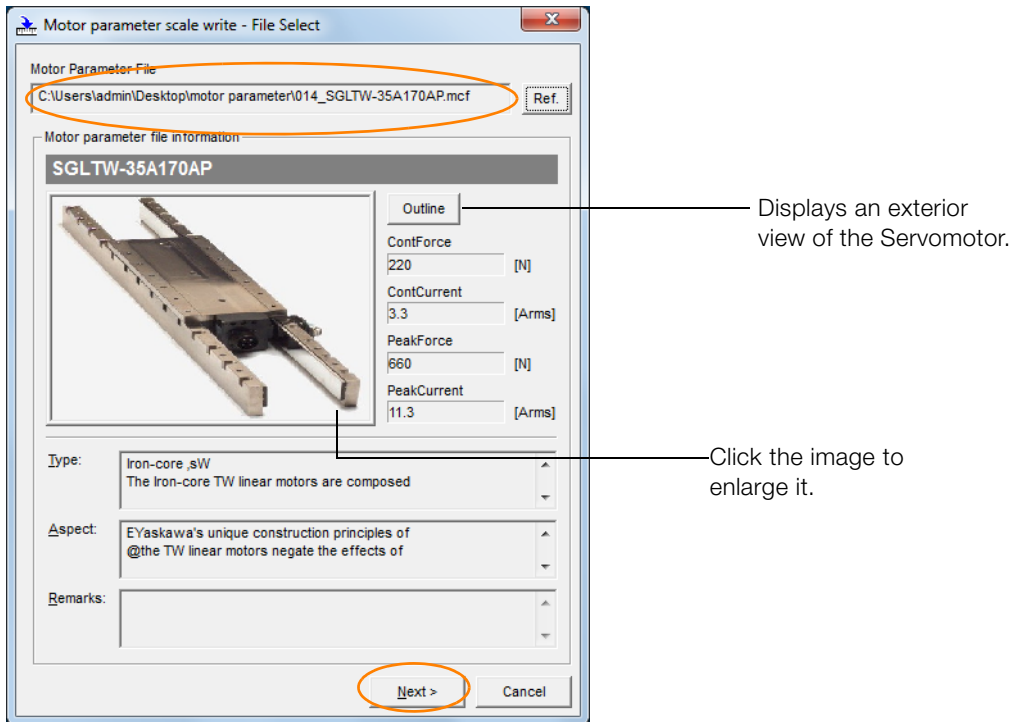 Motor parameter scale write - File Select
Motor Parameter File
C:\Users\admin\Desktop\motor parameter\014_SGLTW-35A170AP.mcf
Ref.
Motor parameter file information
SGLTW-35A170AP
Outline
Displays an exterior
view of the Servomotor.
ContForce
220 [N]
ContCurrent
3.3 [Arms]
PeakForce
660 [N]
PeakCurrent
11.3 [Arms]
Click the image to
enlarge it.
Type:
Iron-core ,sW
The Iron-core TW linear motors are composed
Aspect:
EYaskawa's unique construction principles of
@the TW linear motors negate the effects of
Remarks:
Next >
Cancel